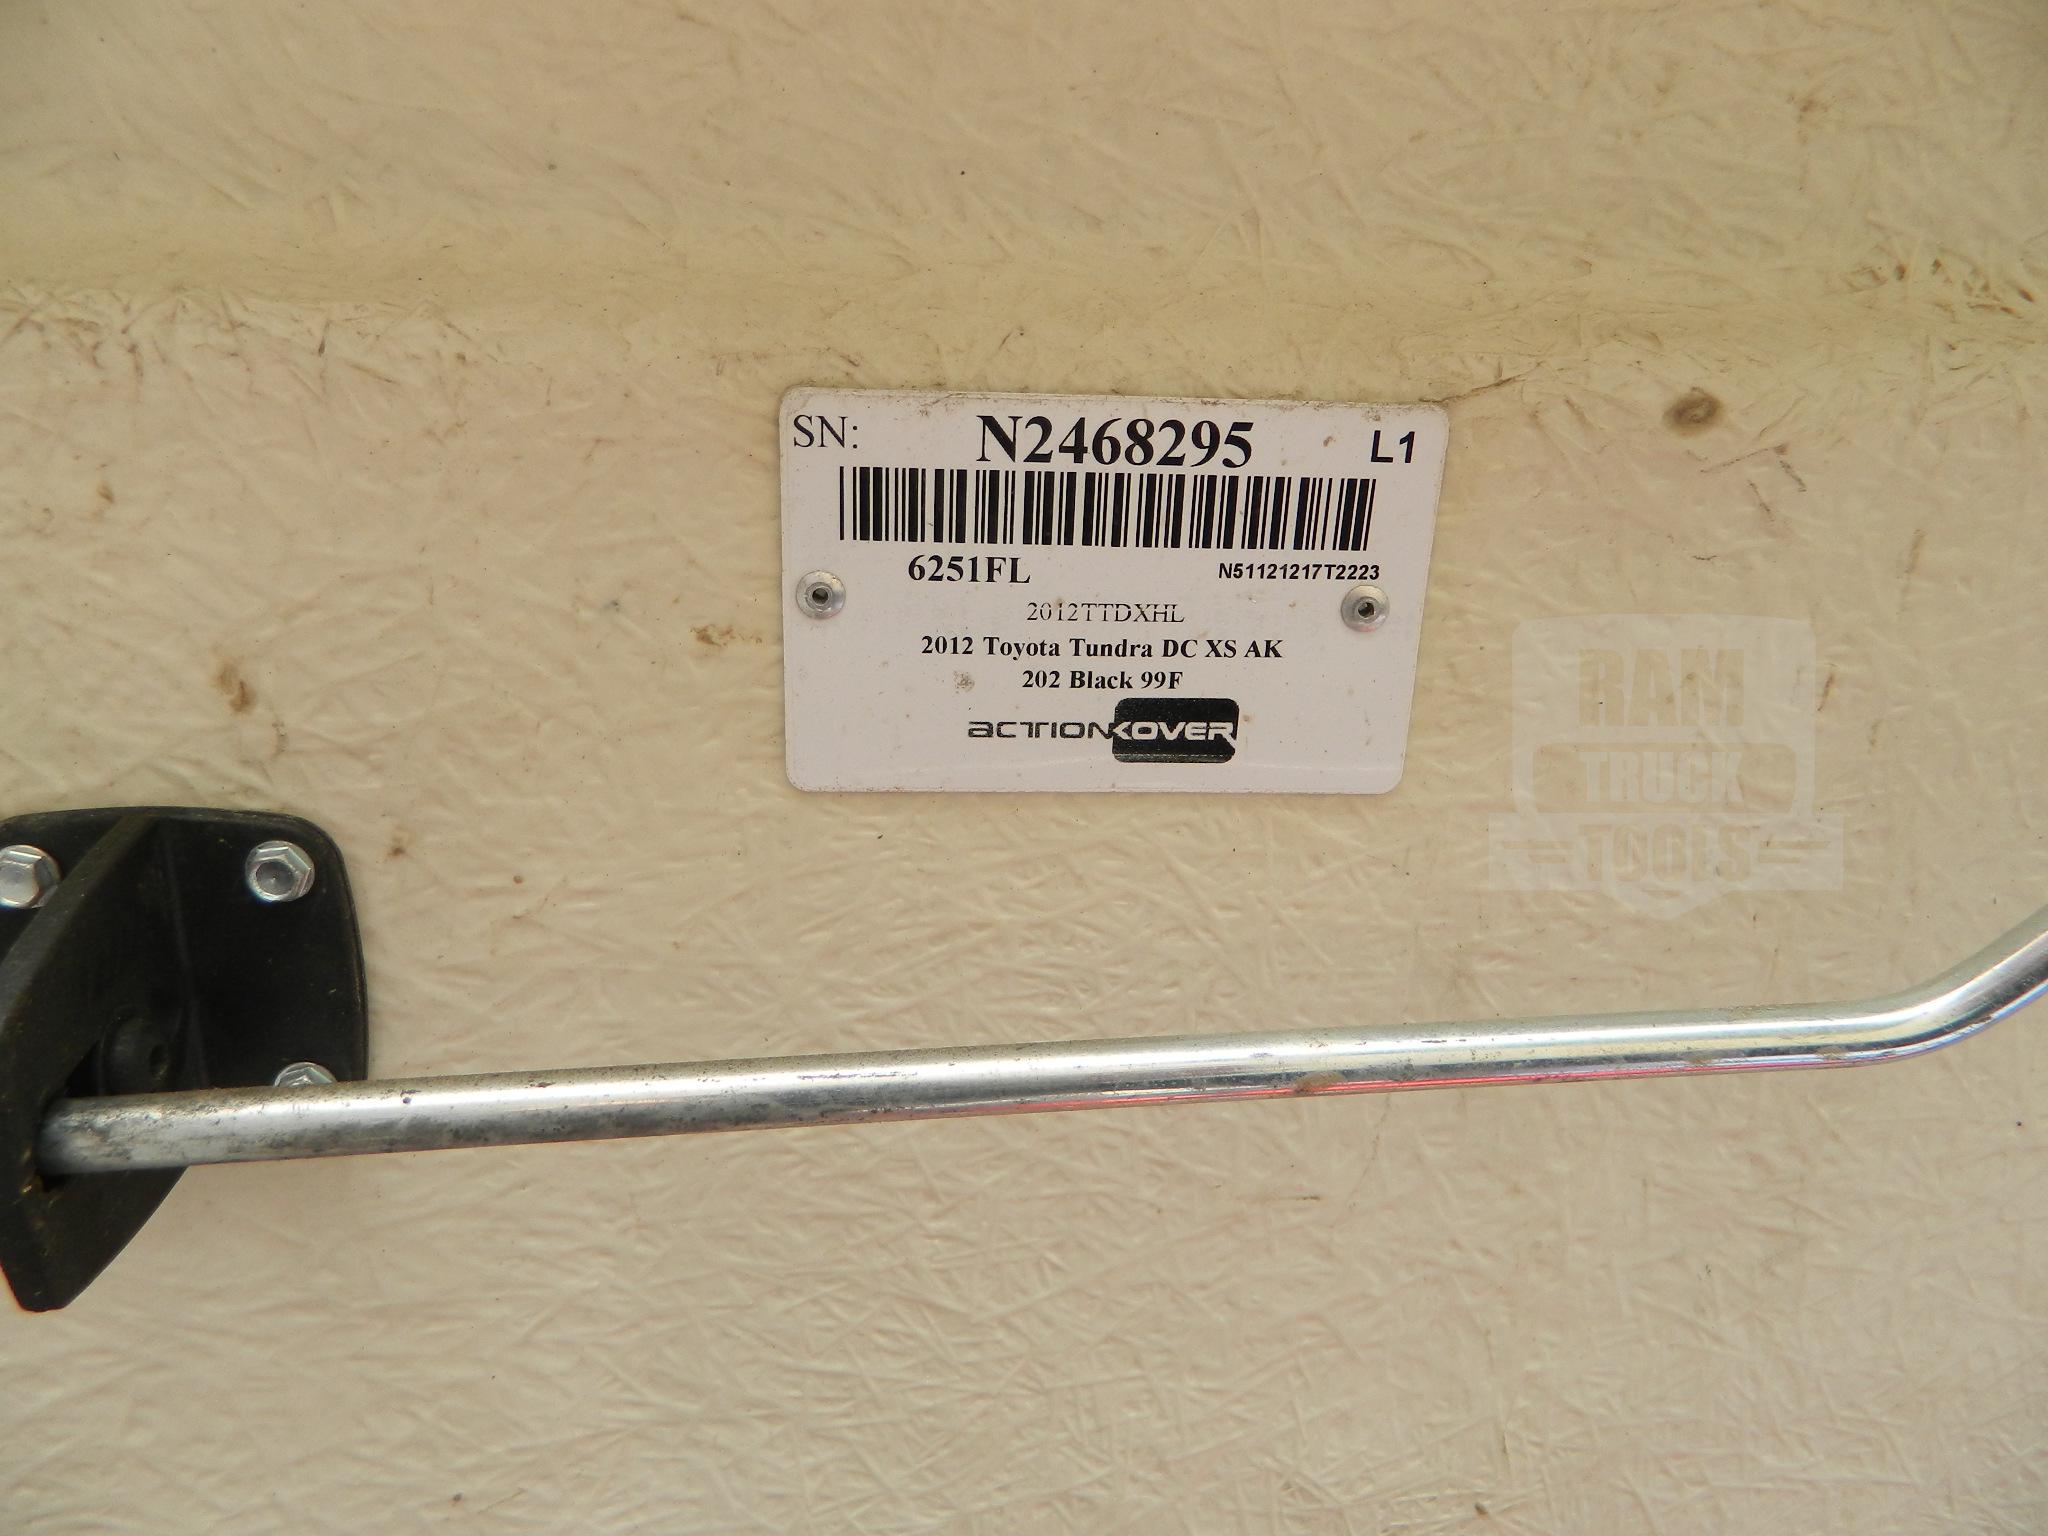 SN: N2468295 L1
6251FL N51121217T2223
2012TTDXHL
2012 Toyota Tundra DC XS AK
202 Black 99F
ACTIONKOVER
RAM
TRUCK
TOOLS